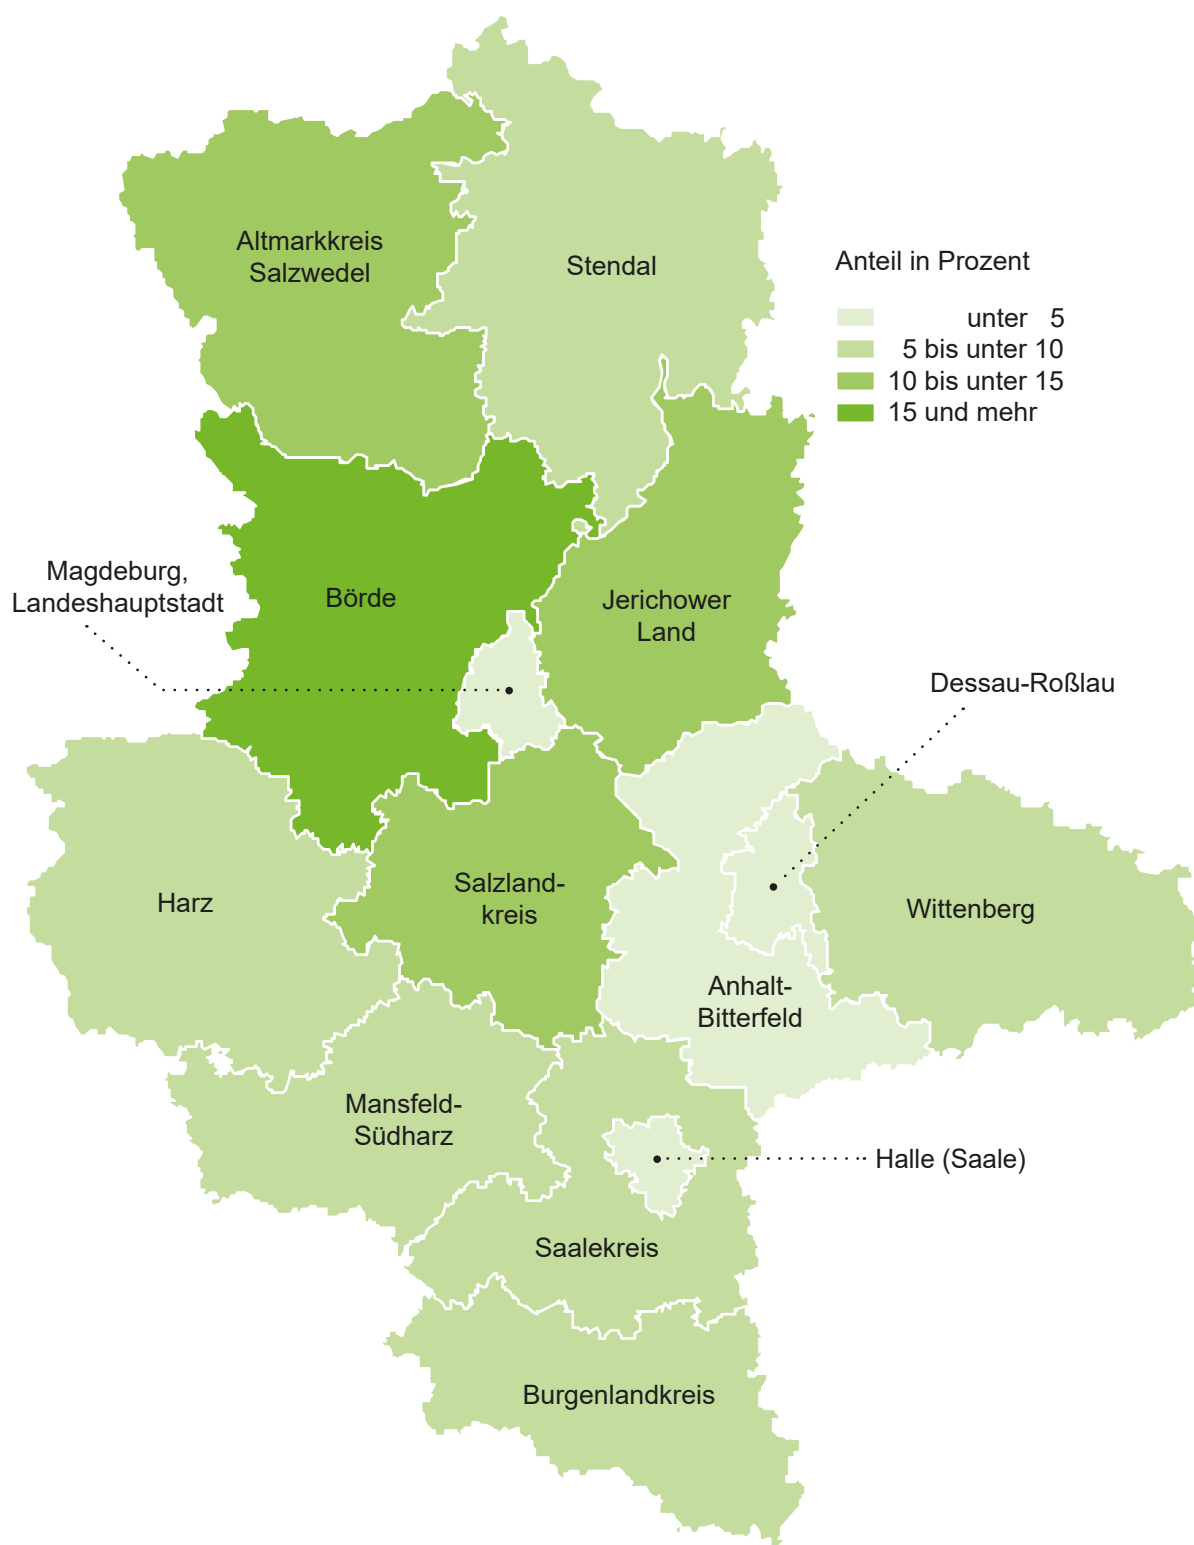 Altmarkkreis
Salzwedel
Stendal
Anteil in Prozent
unter 5
5 bis unter 10
10 bis unter 15
15 und mehr
Magdeburg,
Landeshauptstadt
Börde
Jerichower
Land
Dessau-Roßlau
Harz
Salzland-
kreis
Wittenberg
Anhalt-
Bitterfeld
Mansfeld-
Südharz
Halle (Saale)
Saalekreis
Burgenlandkreis